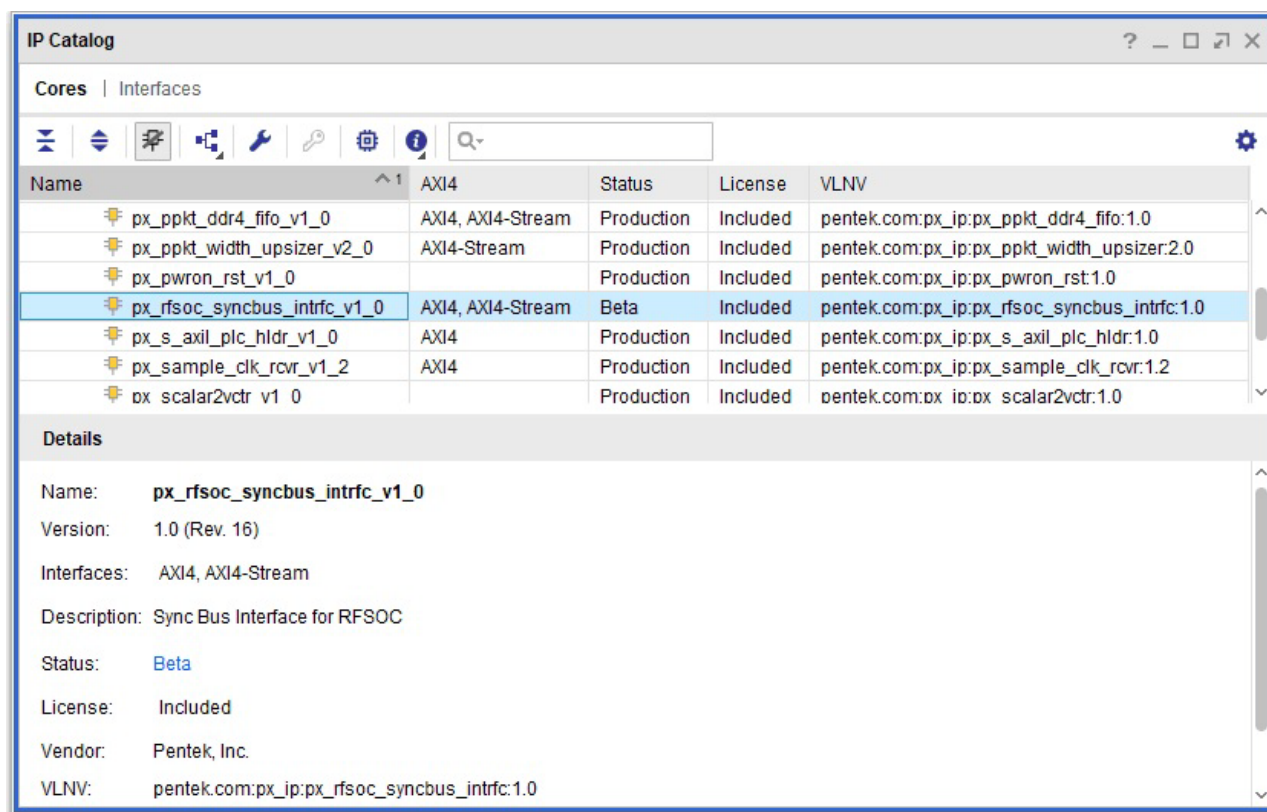 IP Catalog
Cores | Interfaces
Name 1 AXI4 Status License VLNV
px_ppkt_ddr4_fifo_v1_0 AXI4, AXI4-Stream Production Included pentek.com:px_ip:px_ppkt_ddr4_fifo:1.0
px_ppkt_width_upsizer_v2_0 AXI4-Stream Production Included pentek.com:px_ip:px_ppkt_width_upsizer:2.0
px_pwron_rst_v1_0 Production Included pentek.com:px_ip:px_pwron_rst:1.0
px_rfsoc_syncbus_intrfc_v1_0 AXI4, AXI4-Stream Beta Included pentek.com:px_ip:px_rfsoc_syncbus_intrfc:1.0
px_s_axil_plc_hldr_v1_0 AXI4 Production Included pentek.com:px_ip:px_s_axil_plc_hldr:1.0
px_sample_clk_rcvr_v1_2 AXI4 Production Included pentek.com:px_ip:px_sample_clk_rcvr:1.2
px_scalar2vctr_v1_0 Production Included pentek.com:px_ip:px_scalar2vctr:1.0
Details
Name: px_rfsoc_syncbus_intrfc_v1_0
Version: 1.0 (Rev. 16)
Interfaces: AXI4, AXI4-Stream
Description: Sync Bus Interface for RFSOC
Status: Beta
License: Included
Vendor: Pentek, Inc.
VLNV: pentek.com:px_ip:px_rfsoc_syncbus_intrfc:1.0